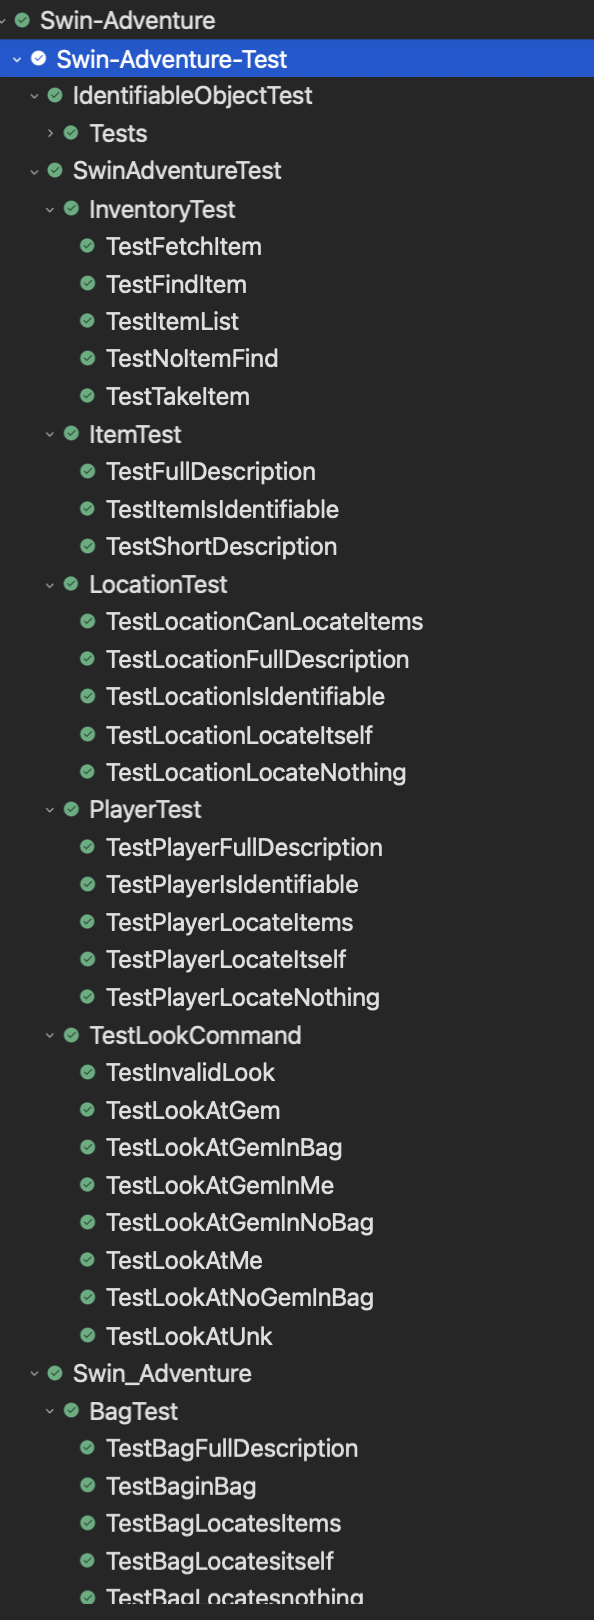 Swin-Adventure
Swin-Adventure-Test
IdentifiableObjectTest
Tests
SwinAdventureTest
InventoryTest
TestFetchItem
TestFindItem
TestItemList
TestNoItemFind
TestTakeItem
ItemTest
TestFullDescription
TestItemIsIdentifiable
TestShortDescription
LocationTest
TestLocationCanLocateItems
TestLocationFullDescription
TestLocationIsIdentifiable
TestLocationLocateItself
TestLocationLocateNothing
PlayerTest
TestPlayerFullDescription
TestPlayerIsIdentifiable
TestPlayerLocateItems
TestPlayerLocateItself
TestPlayerLocateNothing
TestLookCommand
TestInvalidLook
TestLookAtGem
TestLookAtGemInBag
TestLookAtGemInMe
TestLookAtGemInNoBag
TestLookAtMe
TestLookAtNoGemInBag
TestLookAtUnk
Swin_Adventure
BagTest
TestBagFullDescription
TestBaginBag
TestBagLocatesItems
TestBagLocatesitself
TestBagLocatesnothing